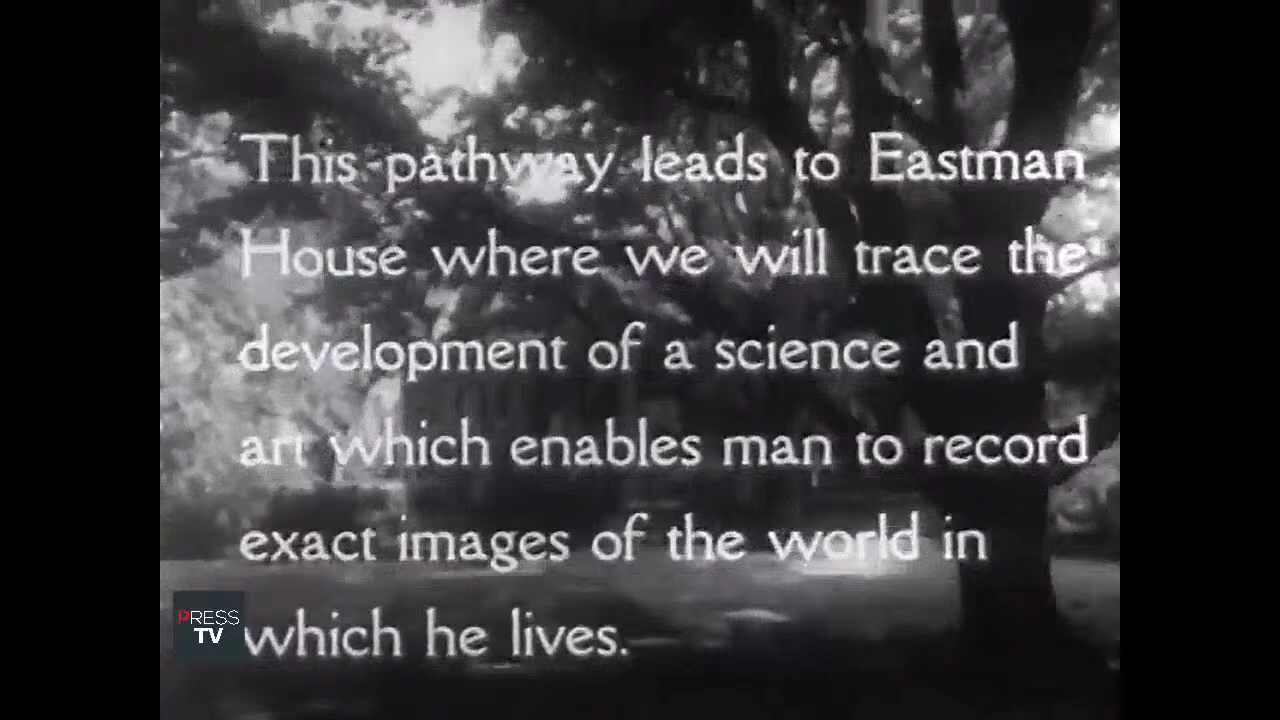 This pathway leads to Eastman
House where we will trace the
development of a science and
art which enables man to record
exact images of the world in
which he lives.
PRESS
TV